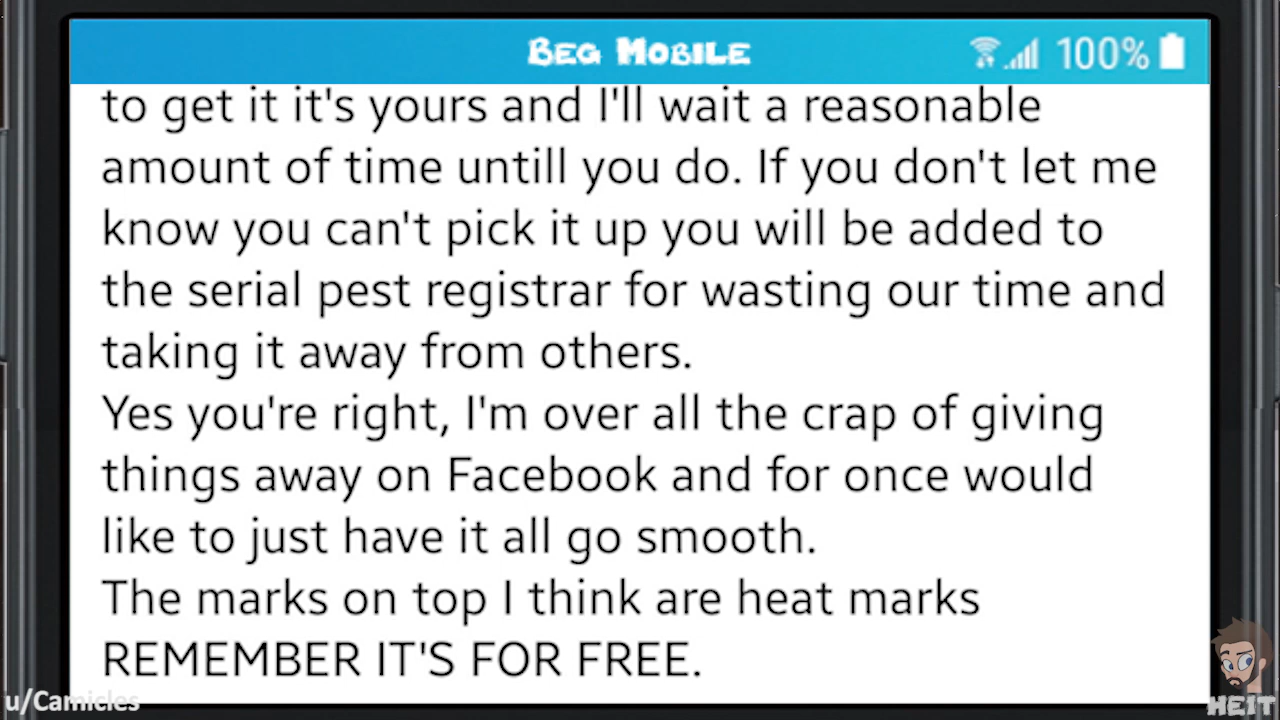 Beg Mobile
100%
to get it it's yours and I'll wait a reasonable
amount of time untill you do. If you don't let me
know you can't pick it up you will be added to
the serial pest registrar for wasting our time and
taking it away from others.
Yes you're right, I'm over all the crap of giving
things away on Facebook and for once would
like to just have it all go smooth.
The marks on top I think are heat marks
REMEMBER IT'S FOR FREE.
u/Camicles
HEIT